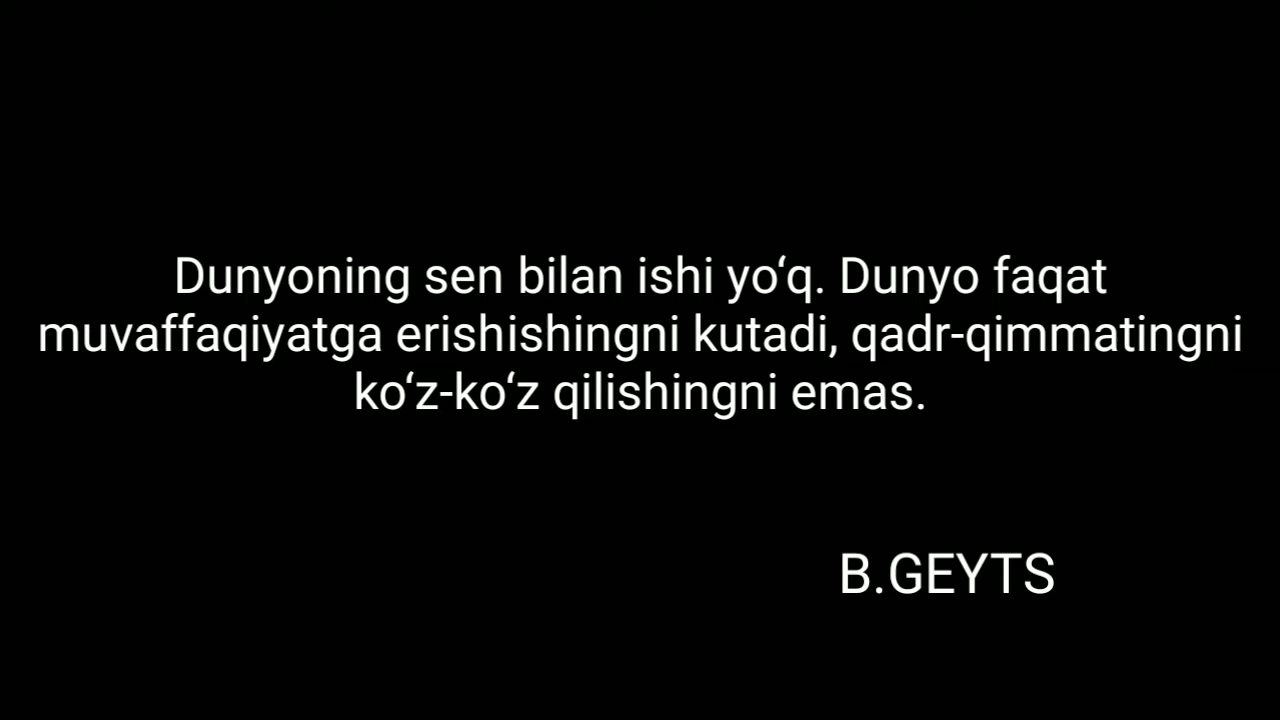 Dunyoning sen bilan ishi yo‘q. Dunyo faqat
muvaffaqiyatga erishishingni kutadi, qadr-qimmatingni
ko‘z-ko‘z qilishingni emas.
B.GEYTS